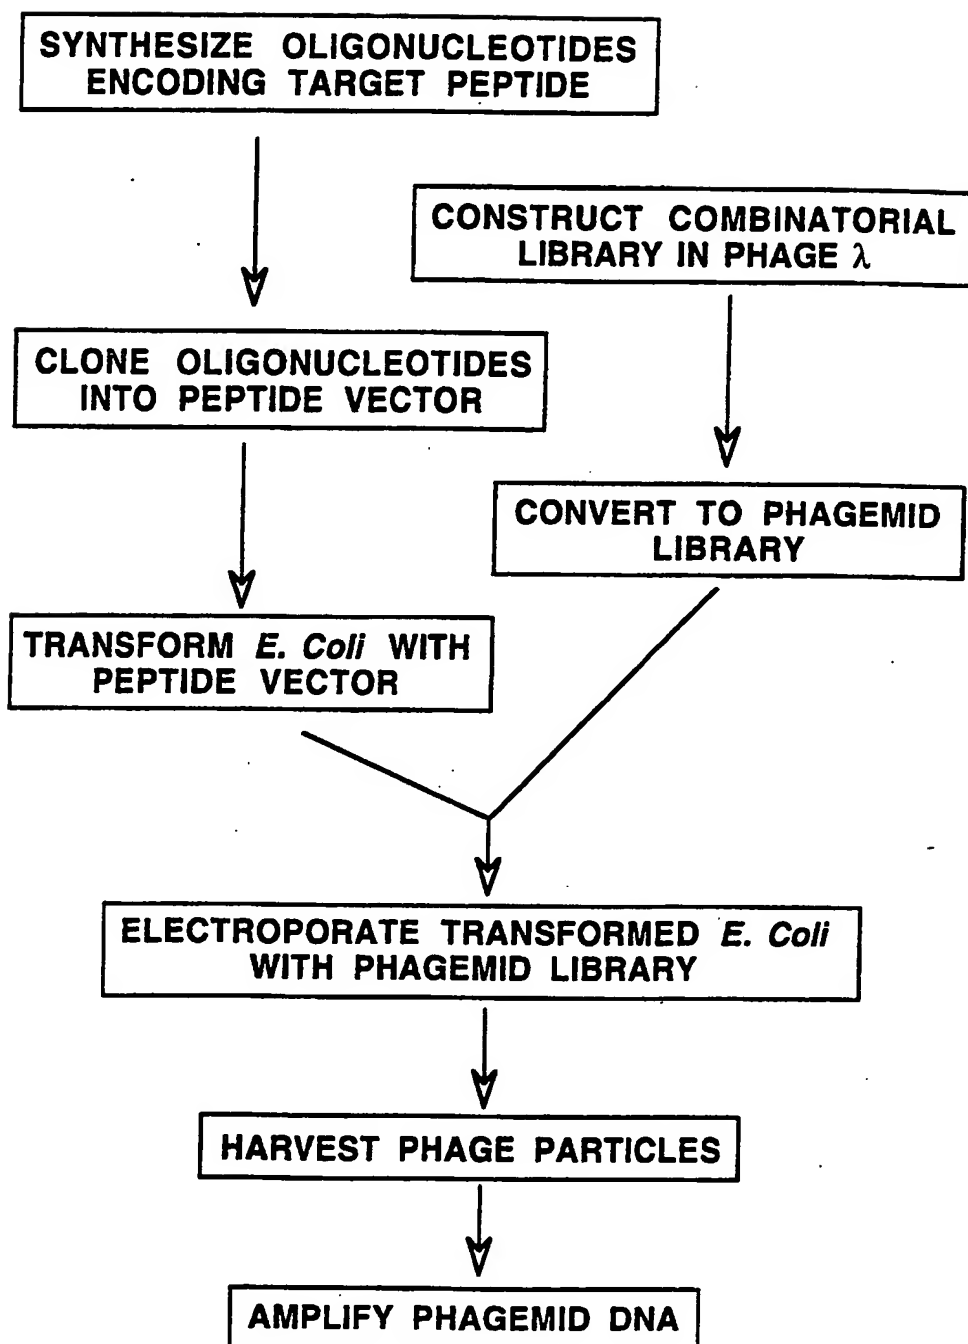 SYNTHESIZE OLIGONUCLEOTIDES
ENCODING TARGET PEPTIDE
CONSTRUCT COMBINATORIAL
LIBRARY IN PHAGE λ
CLONE OLIGONUCLEOTIDES
INTO PEPTIDE VECTOR
CONVERT TO PHAGEMID
LIBRARY
TRANSFORM E. Coli WITH
PEPTIDE VECTOR
ELECTROPORATE TRANSFORMED E. Coli
WITH PHAGEMID LIBRARY
HARVEST PHAGE PARTICLES
AMPLIFY PHAGEMID DNA